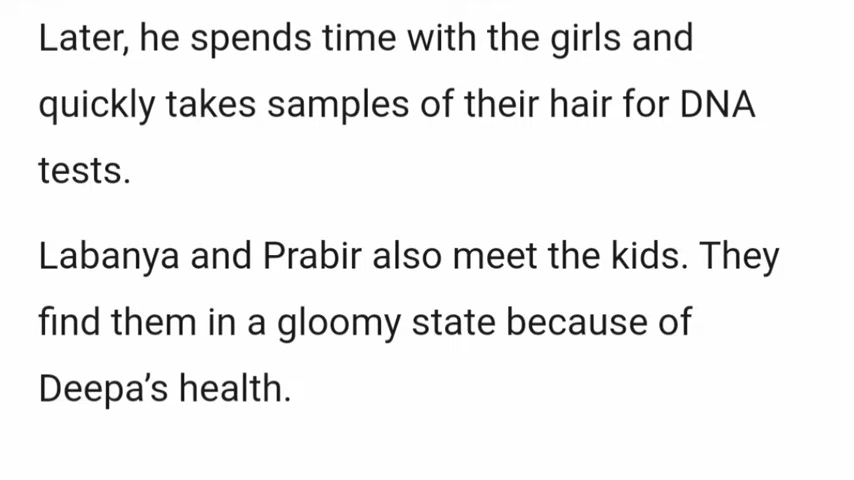 Later, he spends time with the girls and
quickly takes samples of their hair for DNA
tests.
Labanya and Prabir also meet the kids. They
find them in a gloomy state because of
Deepa’s health.